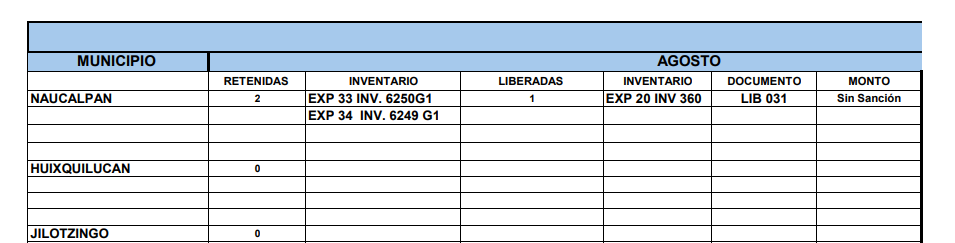 MUNICIPIO AGOSTO
RETENIDAS INVENTARIO LIBERADAS INVENTARIO DOCUMENTO MONTO
NAUCALPAN 2 EXP 33 INV. 6250G1 1 EXP 20 INV 360 LIB 031 Sin Sanción
EXP 34 INV. 6249 G1
HUIXQUILUCAN 0
JILOTZINGO 0